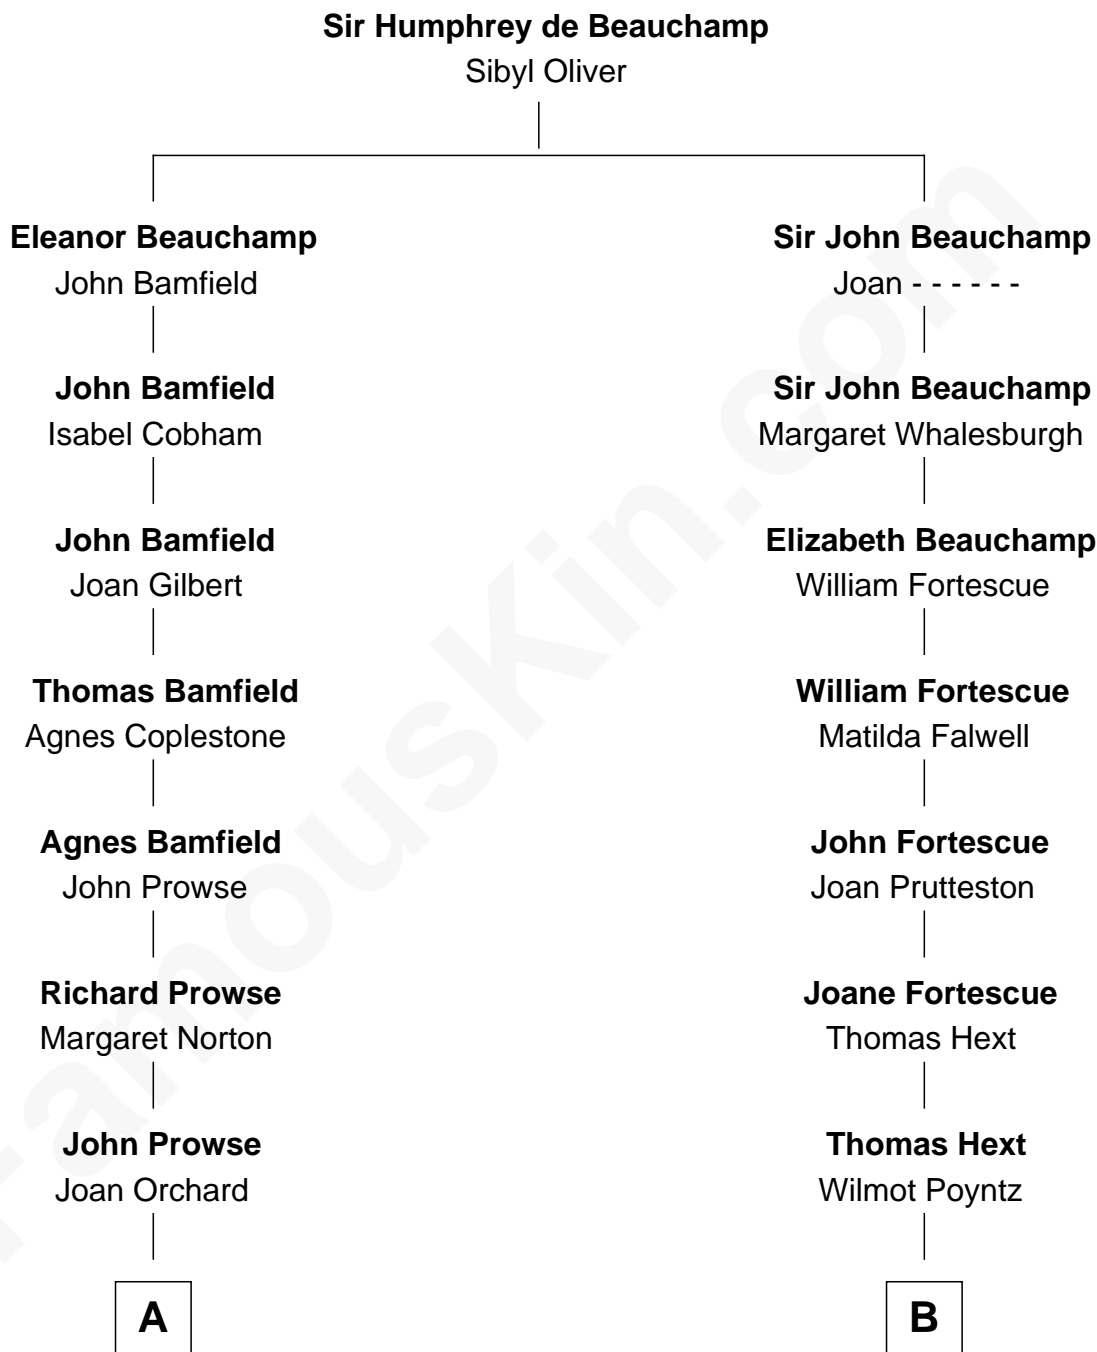 Sir Humphrey de Beauchamp
Sibyl Oliver
Eleanor Beauchamp
John Bamfield
Sir John Beauchamp
Joan - - - - - -
John Bamfield
Isabel Cobham
Sir John Beauchamp
Margaret Whalesburgh
John Bamfield
Joan Gilbert
Elizabeth Beauchamp
William Fortescue
Thomas Bamfield
Agnes Coplestone
William Fortescue
Matilda Falwell
Agnes Bamfield
John Prowse
John Fortescue
Joan Prutteston
Richard Prowse
Margaret Norton
Joane Fortescue
Thomas Hext
John Prowse
Joan Orchard
Thomas Hext
Wilmot Poyntz
A
B
FamousKin.com